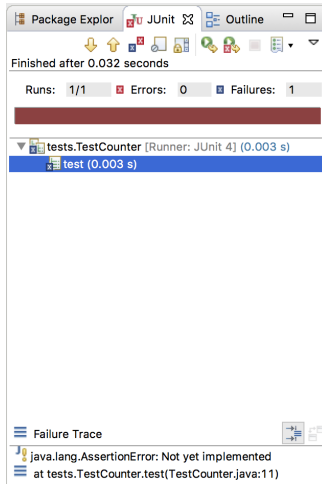 Package Explor JUnit Outline
Finished after 0.032 seconds
Runs: 1/1 Errors: 0 Failures: 1
tests.TestCounter [Runner: JUnit 4] (0.003 s)
test (0.003 s)
Failure Trace
java.lang.AssertionError: Not yet implemented
at tests.TestCounter.test(TestCounter.java:11)